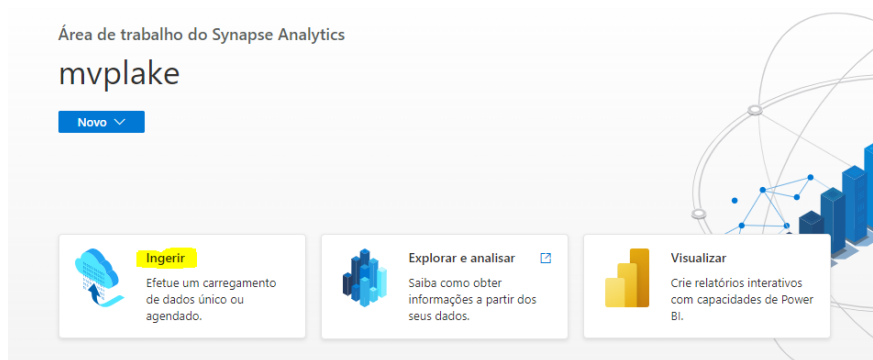 Área de trabalho do Synapse Analytics
mvplake
Novo
Ingerir
Efetue um carregamento
de dados único ou
agendado.
Explorar e analisar
Saiba como obter
informações a partir dos
seus dados.
Visualizar
Crie relatórios interativos
com capacidades de Power
BI.